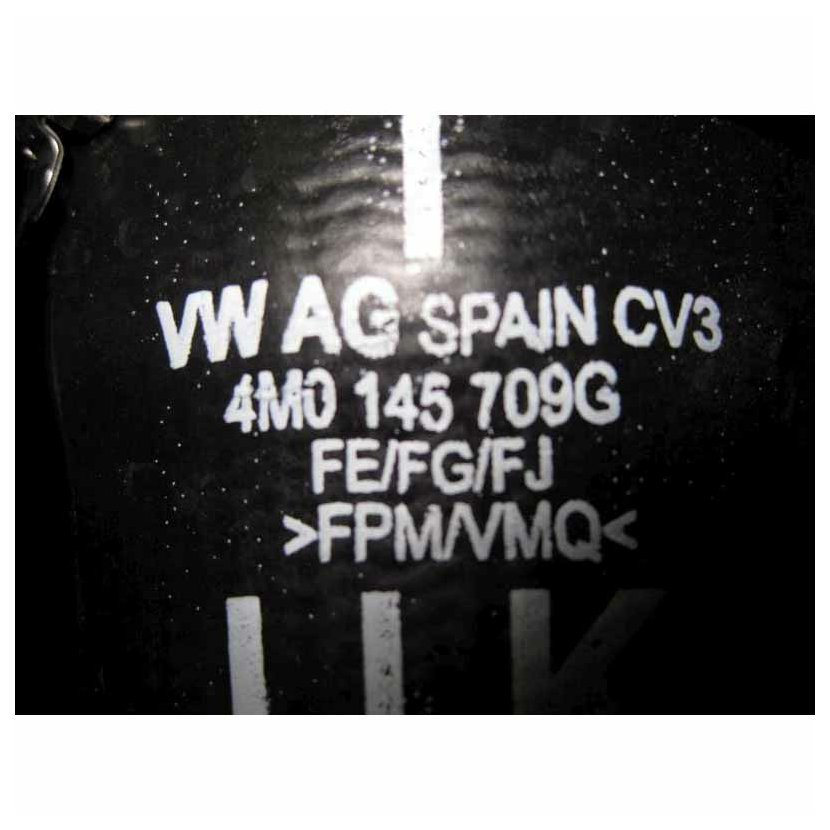 VW AG SPAIN CV3
4M0 145 709G
FE/FG/FJ
>FPM/VMQ<